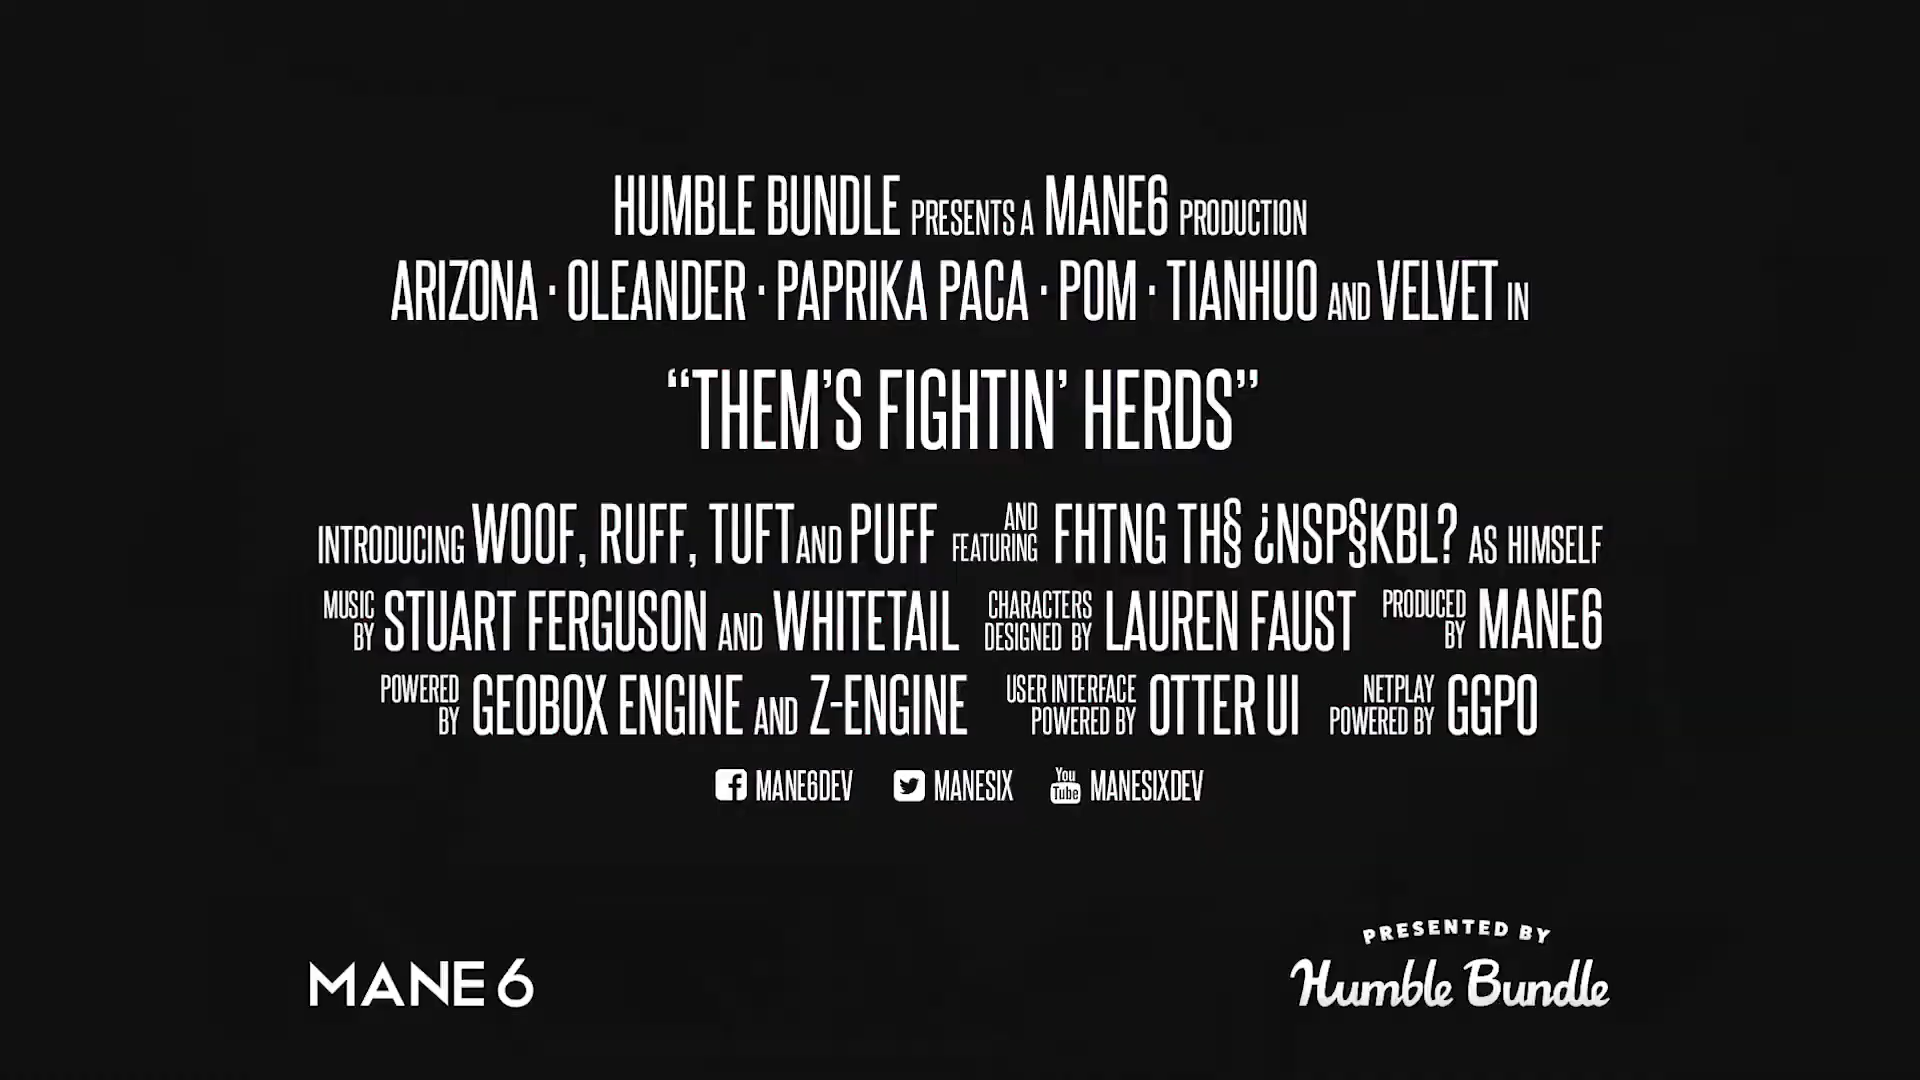 HUMBLE BUNDLE PRESENTS A MANE6 PRODUCTION
ARIZONA · OLEANDER · PAPRIKA PACA · POM · TIANHUO AND VELVET IN
“THEM’S FIGHTIN’ HERDS”
INTRODUCING WOOF, RUFF, TUFT AND PUFF AND FEATURING FHTNG TH§ ¿NSP§KBL? AS HIMSELF
MUSIC BY STUART FERGUSON AND WHITETAIL CHARACTERS DESIGNED BY LAUREN FAUST PRODUCED BY MANE6
POWERED BY GEOBOX ENGINE AND Z-ENGINE USER INTERFACE POWERED BY OTTER UI NETPLAY POWERED BY GGPO
MANE6DEV MANESIX You Tube MANESIXDEV
PRESENTED BY
MANE 6 Humble Bundle